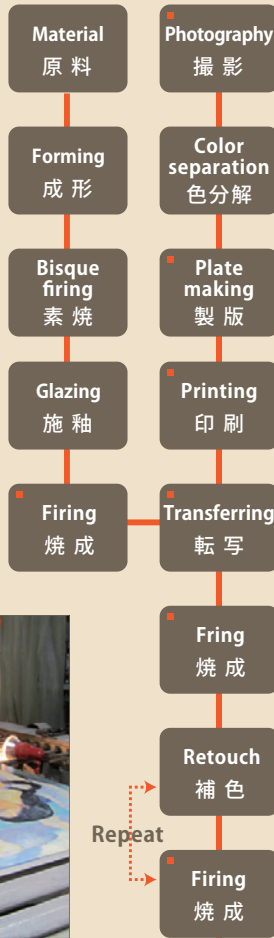 Material
原料
Forming
成形
Bisque
firing
素焼
Glazing
施釉
Firing
焼成
Photography
撮影
Color
separation
色分解
Plate
making
製版
Printing
印刷
Transferring
転写
Fring
焼成
Retouch
補色
Repeat
Firing
焼成